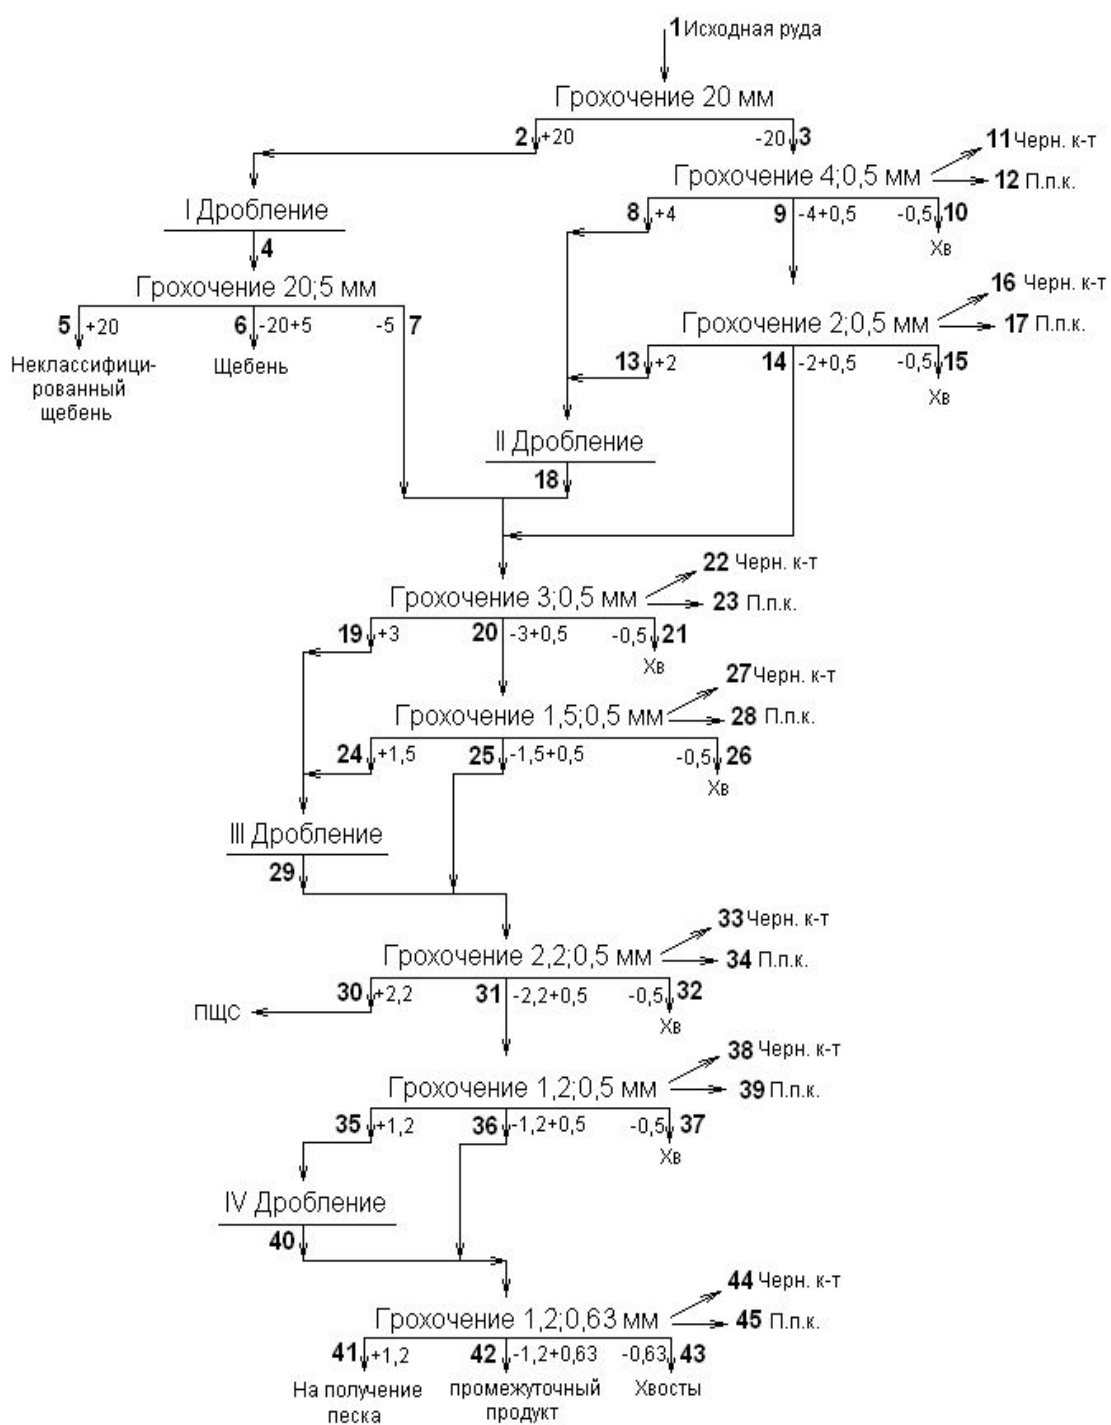 1 Исходная руда
Грохочение 20 мм
2 +20 -20 3
11 Черн. к-т
Грохочение 4;0,5 мм
12 П.п.к.
I Дробление
8 +4 9 -4+0,5 -0,5 10
Хв
4
Грохочение 20;5 мм
16 Черн. к-т
5 +20 6 -20+5 -5 7
Грохочение 2;0,5 мм
17 П.п.к.
Неклассифици-
рованный
щебень
Щебень
13 +2 14 -2+0,5 -0,5 15
Хв
II Дробление
18
22 Черн. к-т
Грохочение 3;0,5 мм
23 П.п.к.
19 +3 20 -3+0,5 -0,5 21
Хв
27 Черн. к-т
Грохочение 1,5;0,5 мм
28 П.п.к.
24 +1,5 25 -1,5+0,5 -0,5 26
Хв
III Дробление
29
33 Черн. к-т
Грохочение 2,2;0,5 мм
34 П.п.к.
30 +2,2 31 -2,2+0,5 -0,5 32
ПЩС
Хв
38 Черн. к-т
Грохочение 1,2;0,5 мм
39 П.п.к.
35 +1,2 36 -1,2+0,5 -0,5 37
Хв
IV Дробление
40
44 Черн. к-т
Грохочение 1,2;0,63 мм
45 П.п.к.
41 +1,2 42 -1,2+0,63 -0,63 43
На получение
песка
промежуточный
продукт
Хвосты